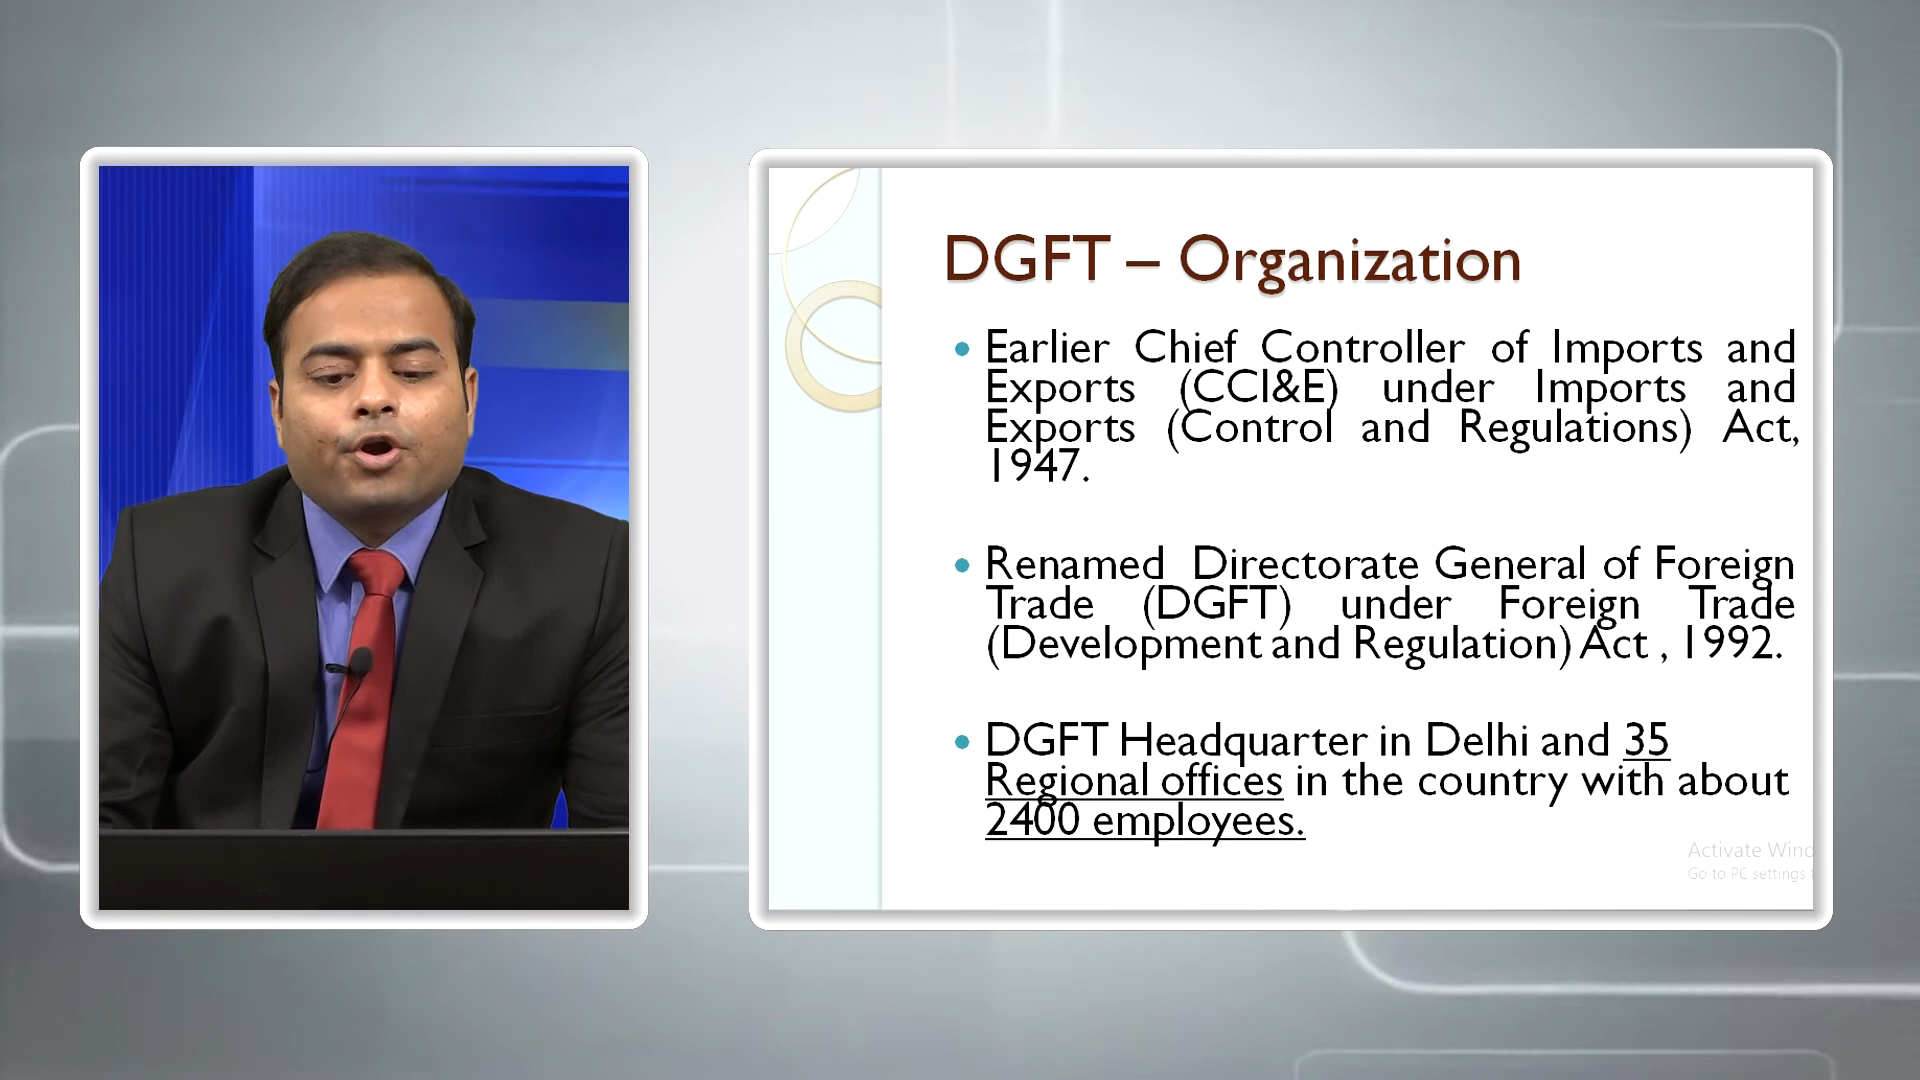 DGFT – Organization
Earlier Chief Controller of Imports and
Exports (CCI&E) under Imports and
Exports (Control and Regulations) Act,
1947.
Renamed Directorate General of Foreign
Trade (DGFT) under Foreign Trade
(Development and Regulation) Act , 1992.
DGFT Headquarter in Delhi and 35
Regional offices in the country with about
2400 employees.
Activate Wind
Go to PC settings t